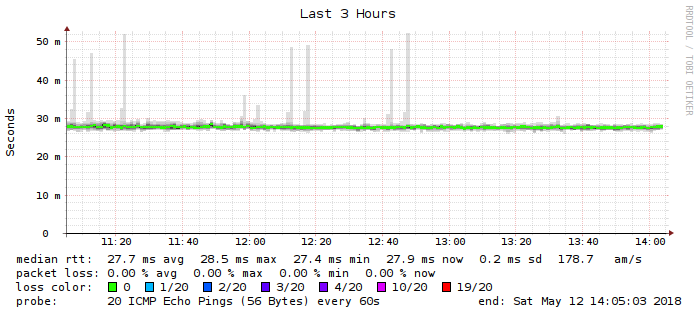 Last 3 Hours
RRDTOOL / TOBI OETIKER
Seconds
50 m
40 m
30 m
20 m
10 m
0
11:20 11:40 12:00 12:20 12:40 13:00 13:20 13:40 14:00
median rtt: 27.7 ms avg 28.5 ms max 27.4 ms min 27.9 ms now 0.2 ms sd 178.7 am/s
packet loss: 0.00 % avg 0.00 % max 0.00 % min 0.00 % now
loss color: 0 1/20 2/20 3/20 4/20 10/20 19/20
probe: 20 ICMP Echo Pings (56 Bytes) every 60s end: Sat May 12 14:05:03 2018